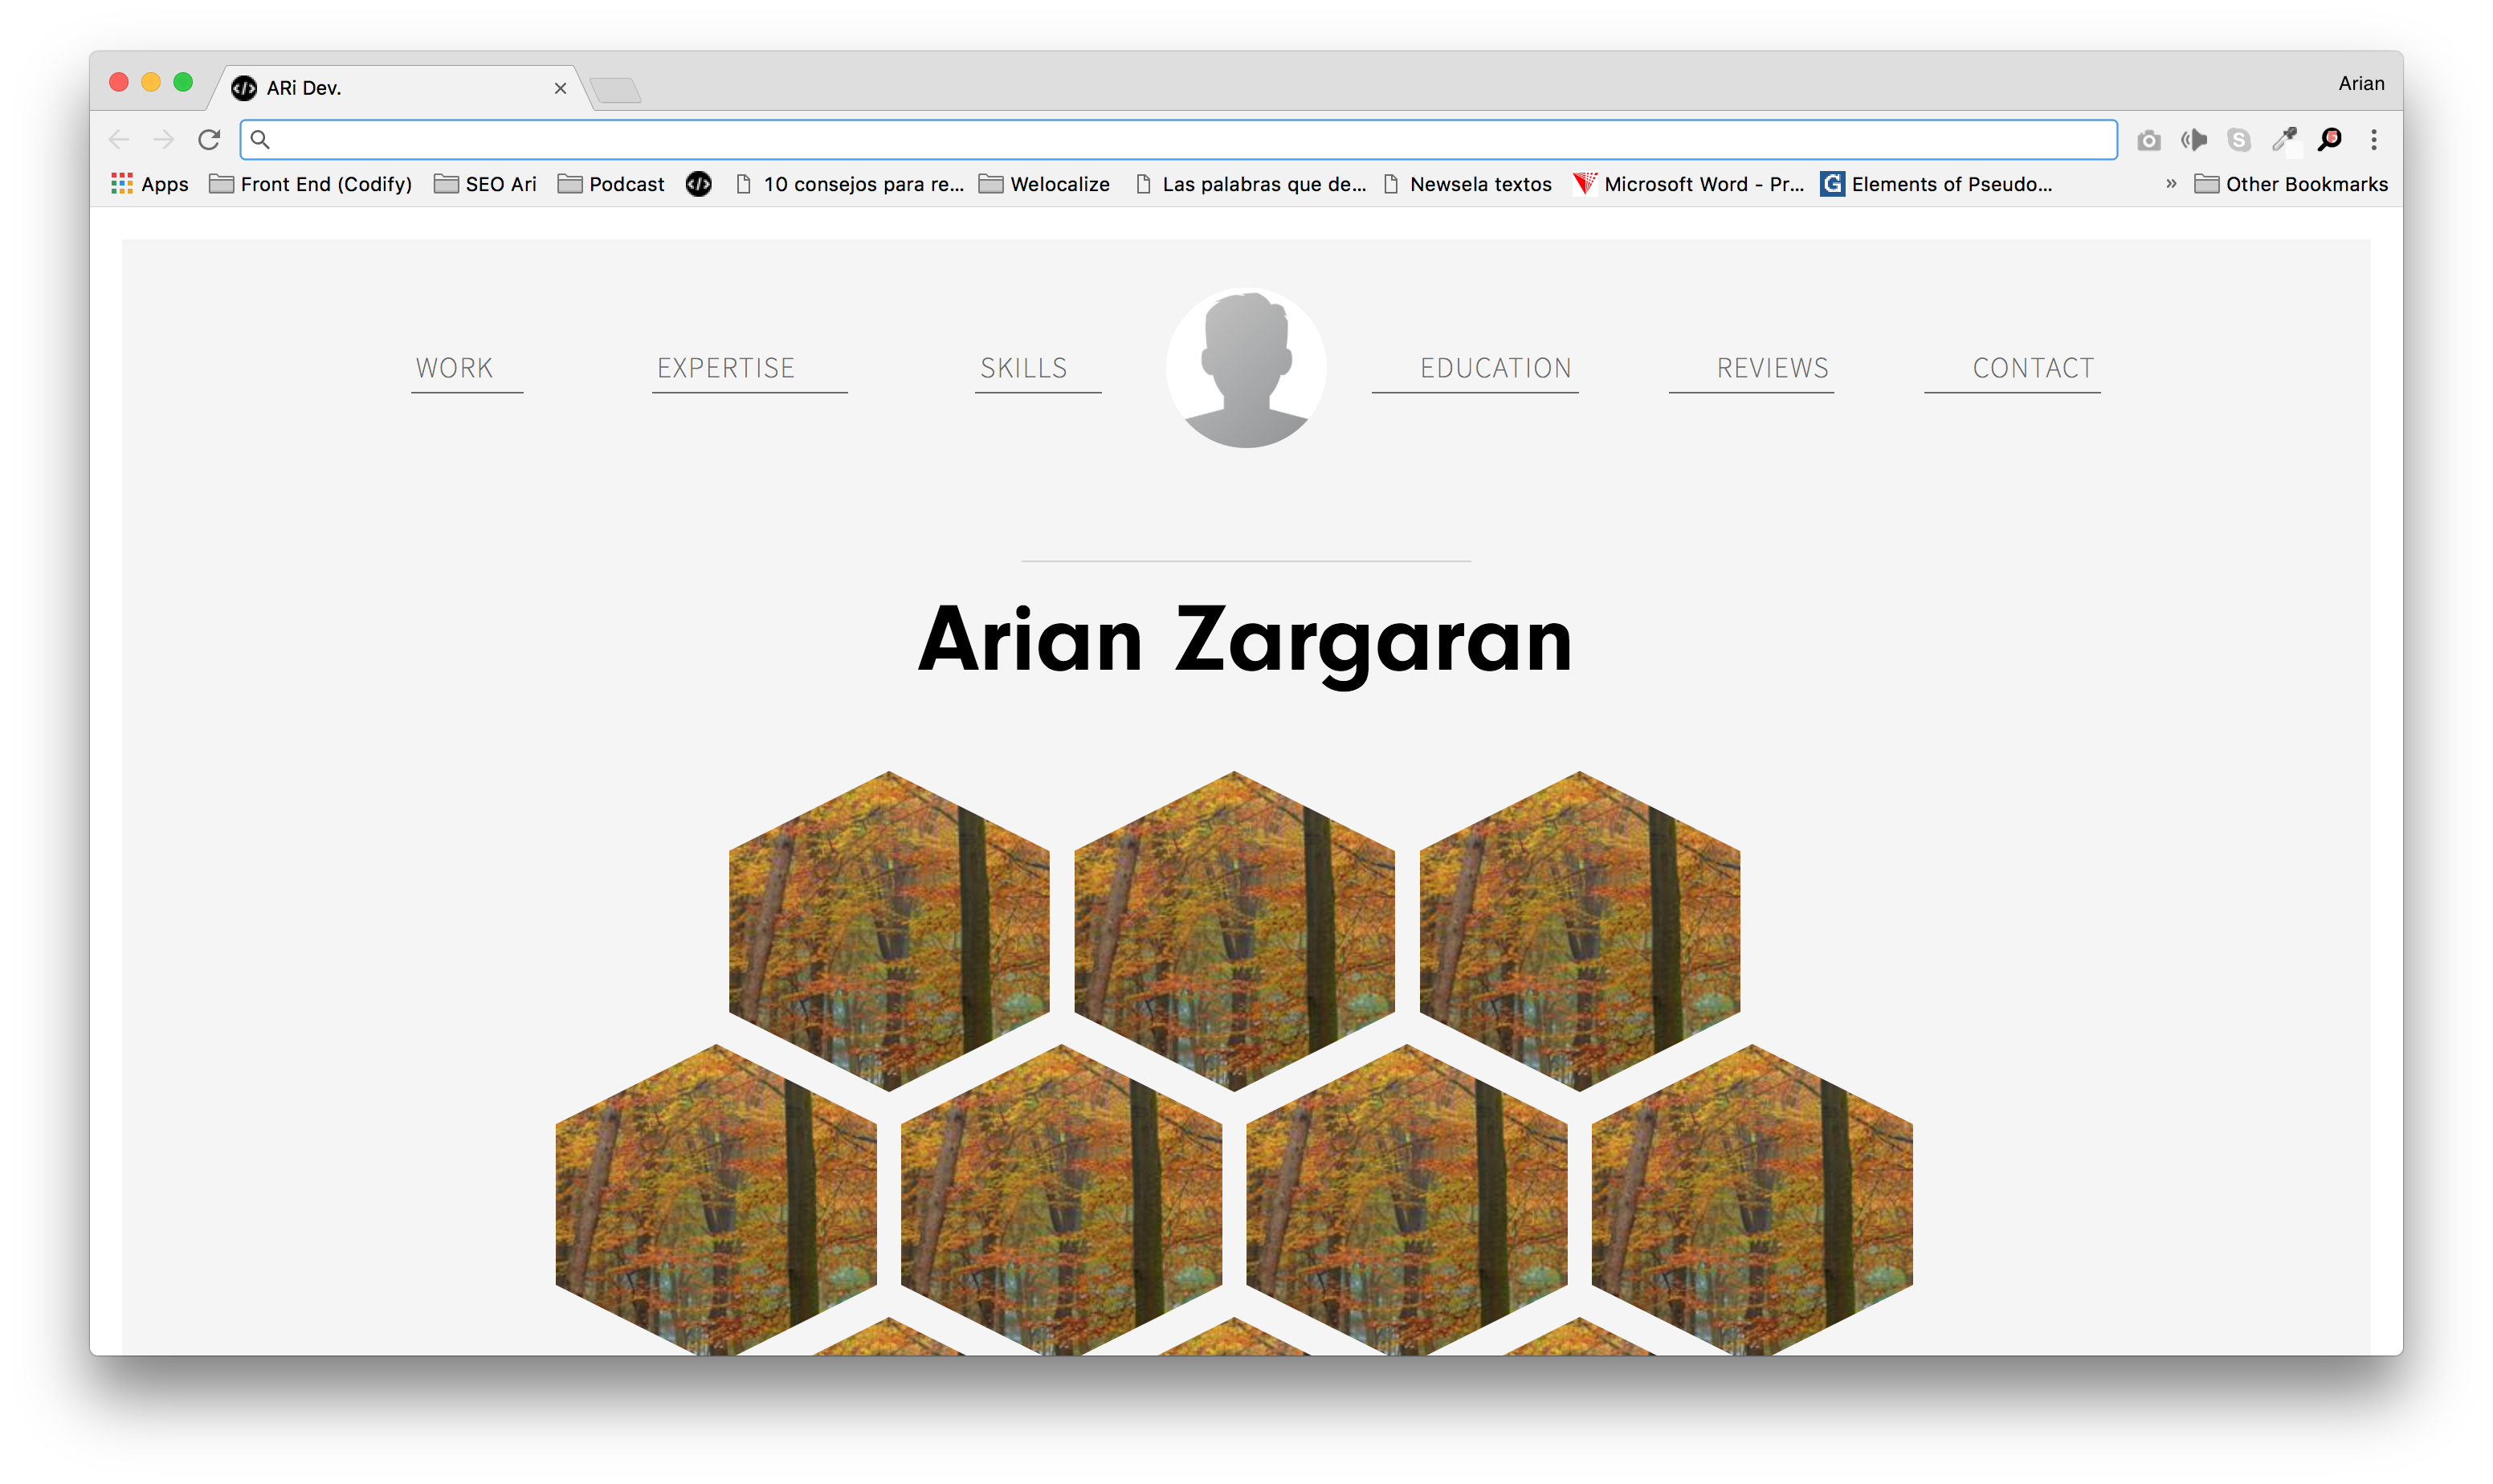 ARi Dev.
Arian
Apps Front End (Codify) SEO Ari Podcast 10 consejos para re... Welocalize Las palabras que de... Newsela textos Microsoft Word - Pr... Elements of Pseudo... » Other Bookmarks
WORK EXPERTISE SKILLS EDUCATION REVIEWS CONTACT
Arian Zargaran